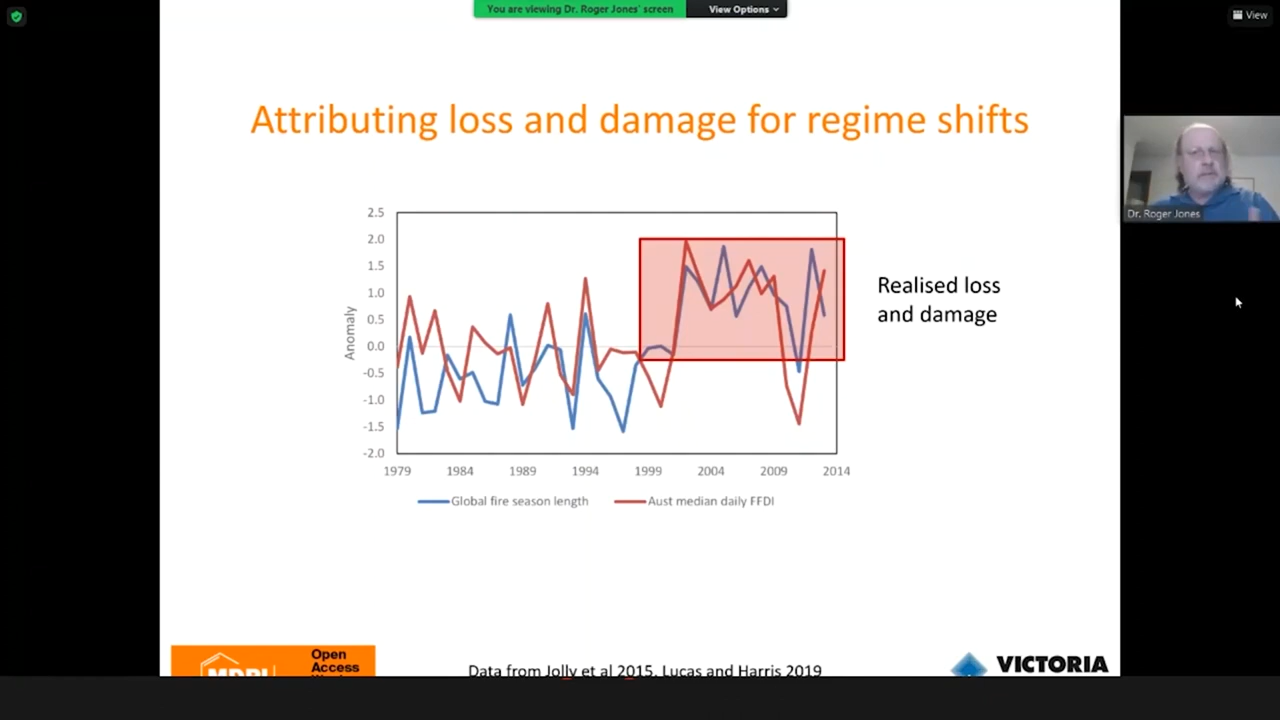 You are viewing Dr. Roger Jones' screen
View Options
View
Attributing loss and damage for regime shifts
Dr. Roger Jones
2.5
2.0
1.5
1.0
0.5
0.0
-0.5
-1.0
-1.5
-2.0
Anomaly
1979
1984
1989
1994
1999
2004
2009
2014
Global fire season length
Aust median daily FFDI
Realised loss
and damage
Open
Access
MDPI
Data from Jolly et al 2015, Lucas and Harris 2019
VICTORIA